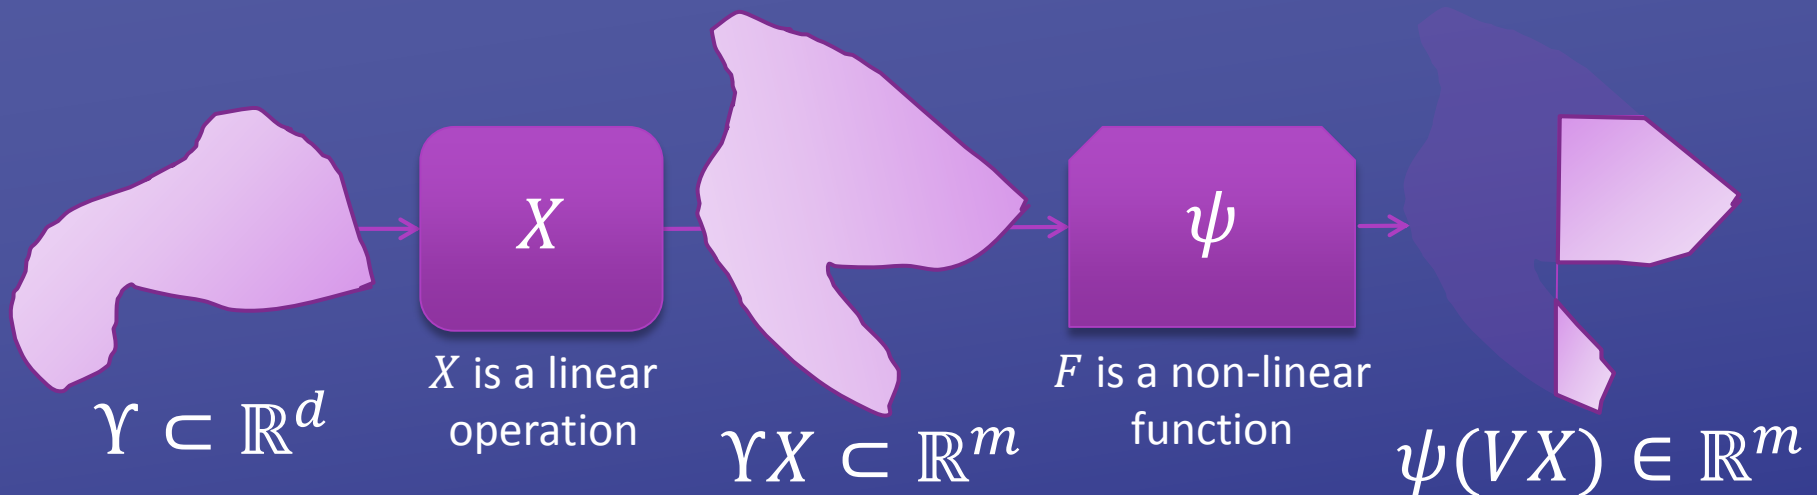 X
ψ
X is a linear
operation
F is a non-linear
function
ϒ ⊂ ℝ^d
ϒX ⊂ ℝ^m
ψ(VX) ∈ ℝ^m